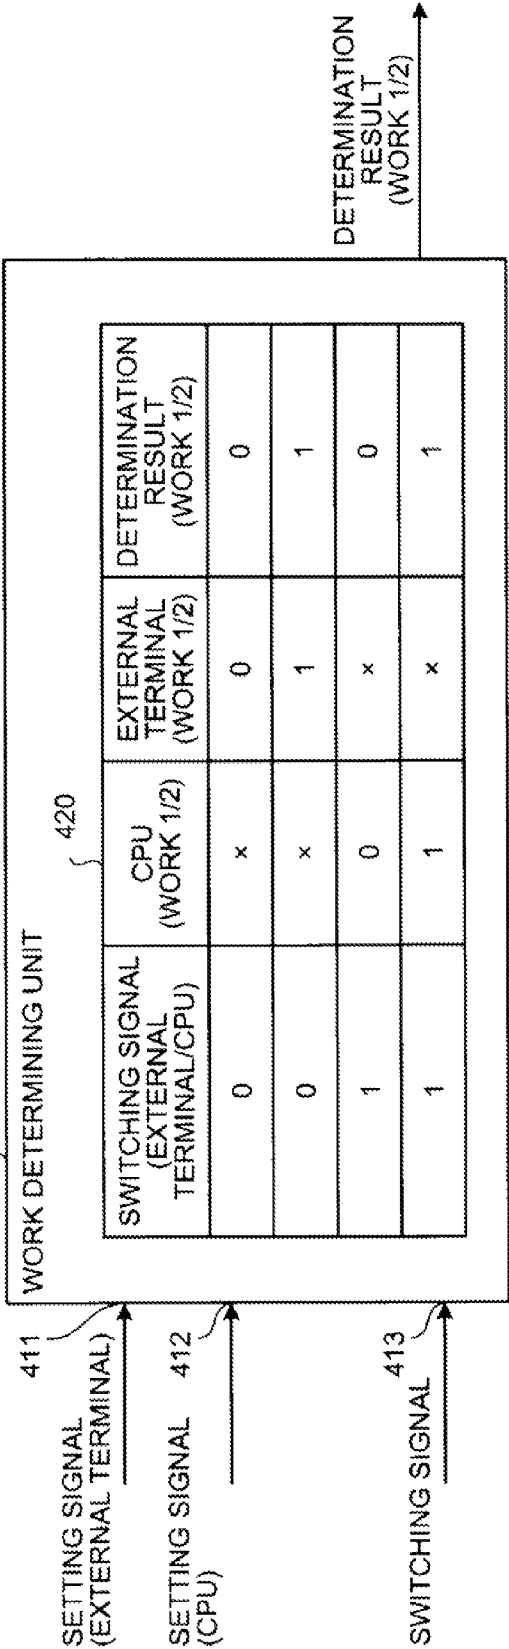 WORK DETERMINING UNIT
420
SWITCHING SIGNAL
(EXTERNAL
TERMINAL/CPU)
CPU
(WORK 1/2)
EXTERNAL
TERMINAL
(WORK 1/2)
DETERMINATION
RESULT
(WORK 1/2)
0 × 0 0
0 × 1 1
1 0 × 0
1 1 × 1
SETTING SIGNAL
(EXTERNAL TERMINAL)
411
SETTING SIGNAL
(CPU)
412
SWITCHING SIGNAL
413
DETERMINATION
RESULT
(WORK 1/2)